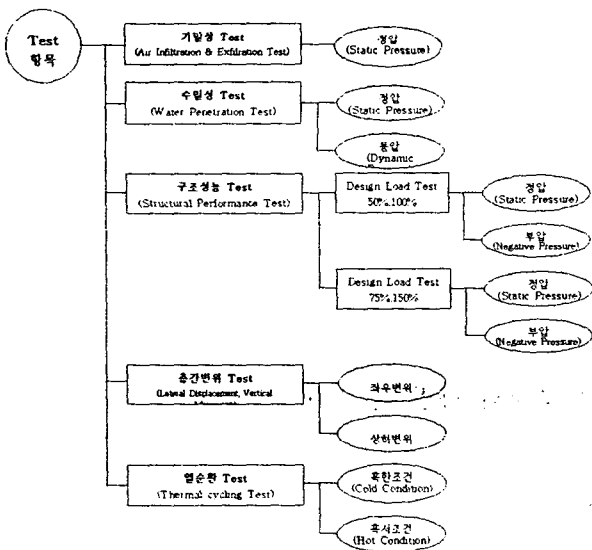 Test
항목
기밀성 Test
(Air Infiltration & Exfiltration Test)
정압
(Static Pressure)
수밀성 Test
(Water Penetration Test)
정압
(Static Pressure)
동압
(Dynamic
구조성능 Test
(Structural Performance Test)
Design Load Test
50%,100%
정압
(Static Pressure)
부압
(Negative Pressure)
Design Load Test
75%,150%
정압
(Static Pressure)
부압
(Negative Pressure)
층간변위 Test
(Lateral Displacement, Vertical
좌우변위
상하변위
열순환 Test
(Thermal cycling Test)
혹한조건
(Cold Condition)
혹서조건
(Hot Condition)